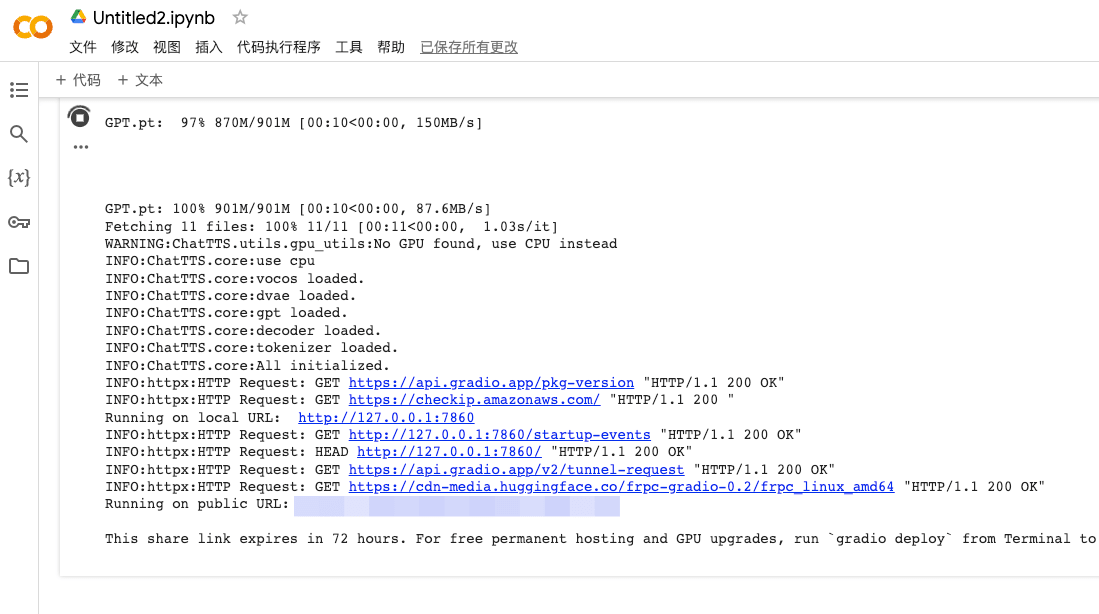 Untitled2.ipynb
文件 修改 视图 插入 代码执行程序 工具 帮助 已保存所有更改
+ 代码 + 文本
{x}
GPT.pt:  97% 870M/901M [00:10<00:00, 150MB/s]
GPT.pt: 100% 901M/901M [00:10<00:00, 87.6MB/s]
Fetching 11 files: 100% 11/11 [00:11<00:00,  1.03s/it]
WARNING:ChatTTS.utils.gpu_utils:No GPU found, use CPU instead
INFO:ChatTTS.core:use cpu
INFO:ChatTTS.core:vocos loaded.
INFO:ChatTTS.core:dvae loaded.
INFO:ChatTTS.core:gpt loaded.
INFO:ChatTTS.core:decoder loaded.
INFO:ChatTTS.core:tokenizer loaded.
INFO:ChatTTS.core:All initialized.
INFO:httpx:HTTP Request: GET https://api.gradio.app/pkg-version "HTTP/1.1 200 OK"
INFO:httpx:HTTP Request: GET https://checkip.amazonaws.com/ "HTTP/1.1 200 "
Running on local URL:  http://127.0.0.1:7860
INFO:httpx:HTTP Request: GET http://127.0.0.1:7860/startup-events "HTTP/1.1 200 OK"
INFO:httpx:HTTP Request: HEAD http://127.0.0.1:7860/ "HTTP/1.1 200 OK"
INFO:httpx:HTTP Request: GET https://api.gradio.app/v2/tunnel-request "HTTP/1.1 200 OK"
INFO:httpx:HTTP Request: GET https://cdn-media.huggingface.co/frpc-gradio-0.2/frpc_linux_amd64 "HTTP/1.1 200 OK"
Running on public URL:
This share link expires in 72 hours. For free permanent hosting and GPU upgrades, run `gradio deploy` from Terminal to